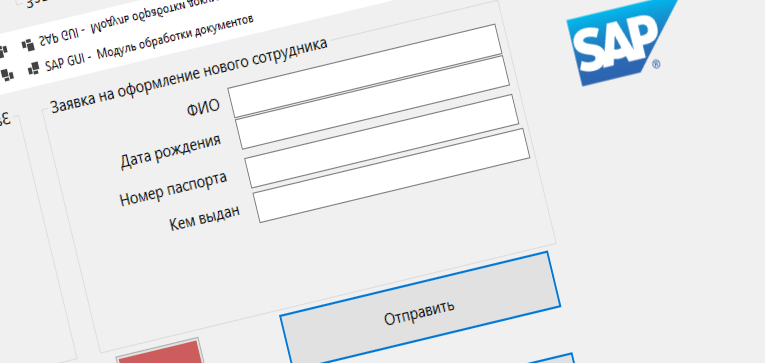 SAP GUI - Модуль обработки
SAP GUI - Модуль обработки документов
SAP
®
Заявка на оформление нового сотрудника
ФИО
Дата рождения
Номер паспорта
Кем выдан
Отправить